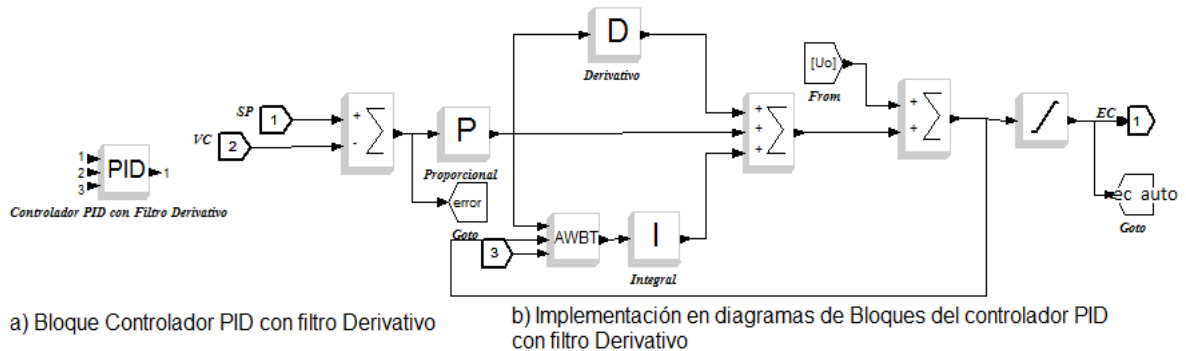 1
2
3
PID
1
Controlador PID con Filtro Derivativo
SP
1
VC
2
+
-
P
Proporcional
error
Goto
3
D
Derivativo
AWBT
I
Integral
+
+
+
[Uo]
From
+
+
EC
1
ec auto
Goto
a) Bloque Controlador PID con filtro Derivativo
b) Implementación en diagramas de Bloques del controlador PID
con filtro Derivativo